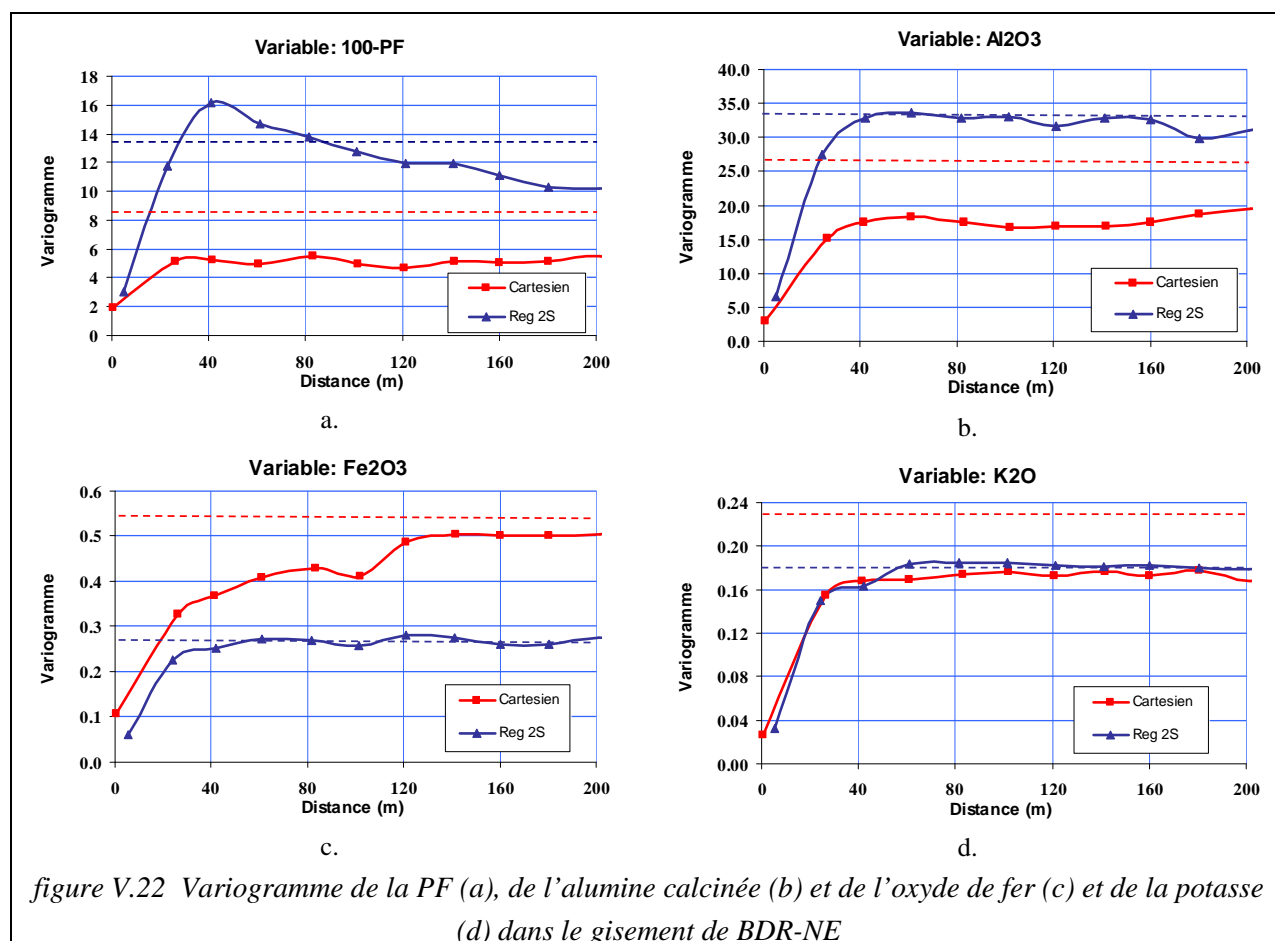 Variable: 100-PF
Variogramme
18
16
14
12
10
8
6
4
2
0
0 40 80 120 160 200
Distance (m)
Cartesien
Reg 2S
a.
Variable: Al2O3
Variogramme
40.0
35.0
30.0
25.0
20.0
15.0
10.0
5.0
0.0
0 40 80 120 160 200
Distance (m)
Cartesien
Reg 2S
b.
Variable: Fe2O3
Variogramme
0.6
0.5
0.4
0.3
0.2
0.1
0.0
0 40 80 120 160 200
Distance (m)
Cartesien
Reg 2S
c.
Variable: K2O
Variogramme
0.24
0.20
0.16
0.12
0.08
0.04
0.00
0 40 80 120 160 200
Distance (m)
Cartesien
Reg 2S
d.
figure V.22 Variogramme de la PF (a), de l'alumine calcinée (b) et de l'oxyde de fer (c) et de la potasse
(d) dans le gisement de BDR-NE